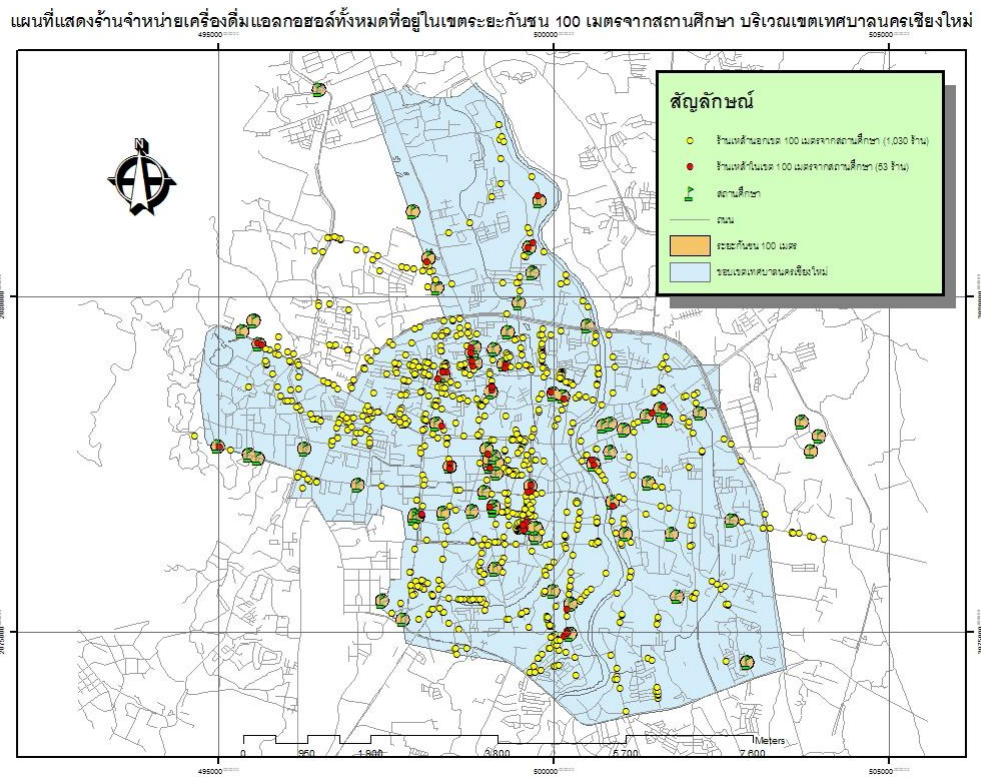 แผนที่แสดงร้านจำหน่ายเครื่องดื่มแอลกอฮอล์ทั้งหมดที่อยู่ในเขตระยะกันชน 100 เมตรจากสถานศึกษา บริเวณเขตเทศบาลนครเชียงใหม่
495000 500000 505000
N
สัญลักษณ์
ร้านเหล้านอกเขต 100 เมตรจากสถานศึกษา (1,030 ร้าน)
ร้านเหล้าในเขต 100 เมตรจากสถานศึกษา (53 ร้าน)
สถานศึกษา
ถนน
ระยะกันชน 100 เมตร
ขอบเขตเทศบาลนครเชียงใหม่
Meters
0 950 1,900 3,800 5,700 7,600
495000 500000 505000